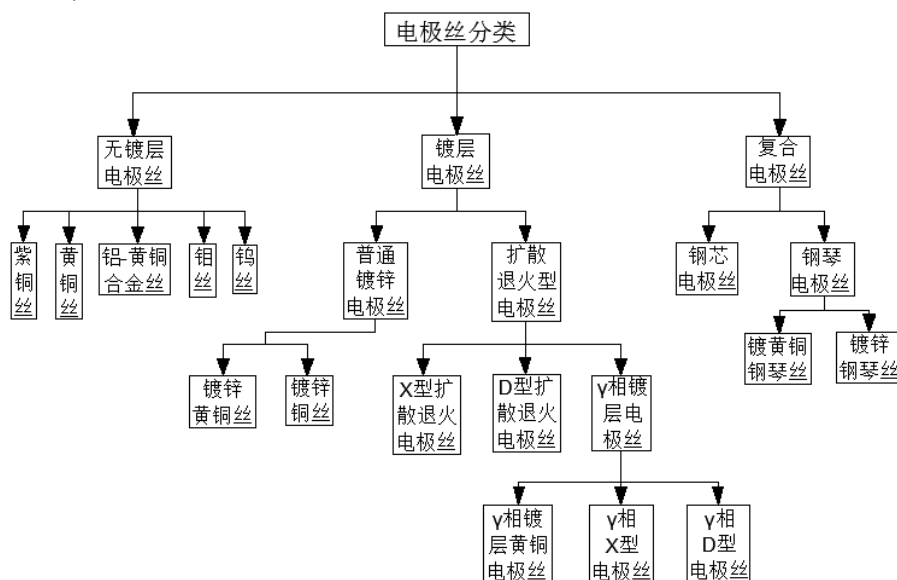 电极丝分类
无镀层
电极丝
镀层
电极丝
复合
电极丝
紫
铜
丝
黄
铜
丝
铝-黄铜
合金丝
钼
丝
钨
丝
普通
镀锌
电极丝
扩散
退火型
电极丝
钢芯
电极丝
钢琴
电极丝
镀锌
黄铜丝
镀锌
铜丝
X型扩
散退火
电极丝
D型扩
散退火
电极丝
γ相镀
层电
极丝
镀黄铜
钢琴丝
镀锌
钢琴丝
γ相镀
层黄铜
电极丝
γ相
X型
电极丝
γ相
D型
电极丝